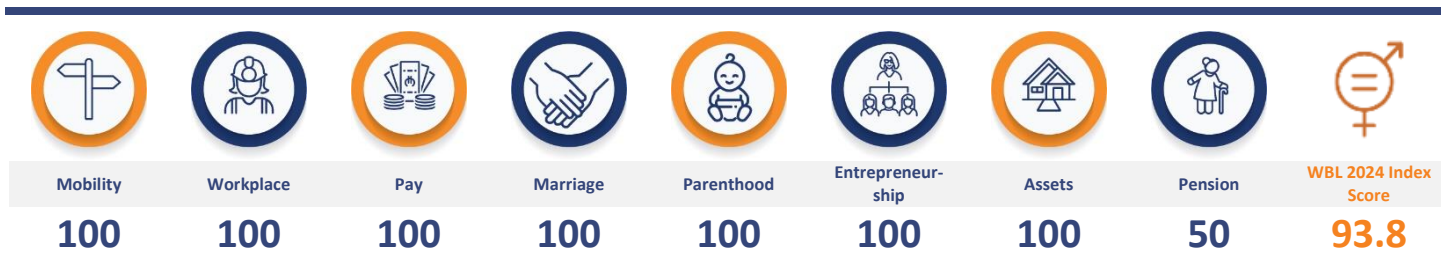 Mobility
Workplace
Pay
Marriage
Parenthood
Entrepreneur-
ship
Assets
Pension
WBL 2024 Index
Score
100
100
100
100
100
100
100
50
93.8